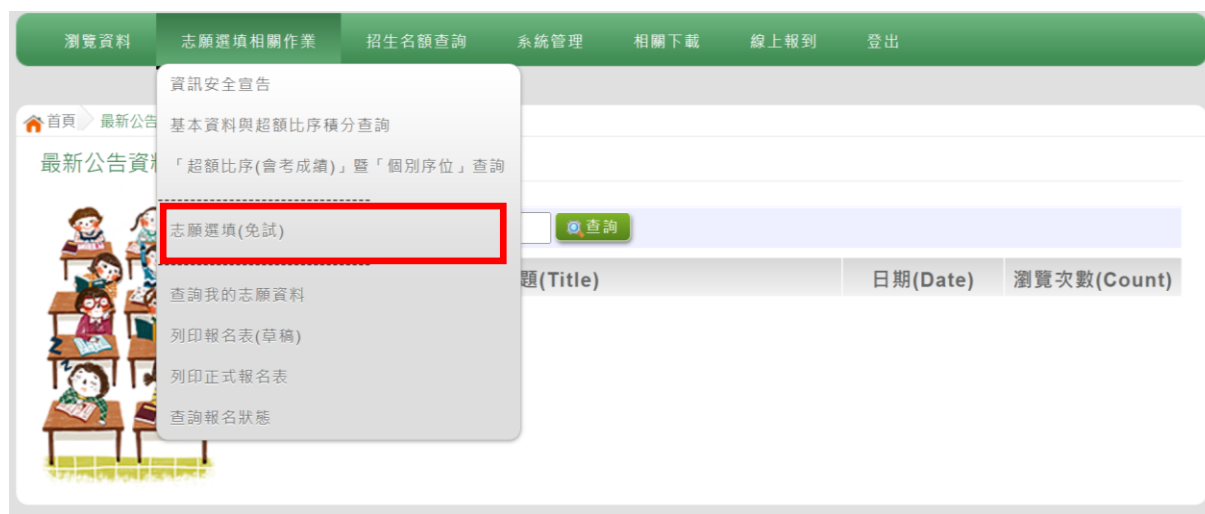 瀏覽資料 志願選填相關作業 招生名額查詢 系統管理 相關下載 線上報到 登出
資訊安全宣告
首頁 最新公告
基本資料與超額比序積分查詢
最新公告資
「超額比序(會考成績)」暨「個別序位」查詢
---------------------------------
志願選填(免試) 查詢
---------------------------------
題(Title) 日期(Date) 瀏覽次數(Count)
查詢我的志願資料
列印報名表(草稿)
列印正式報名表
查詢報名狀態